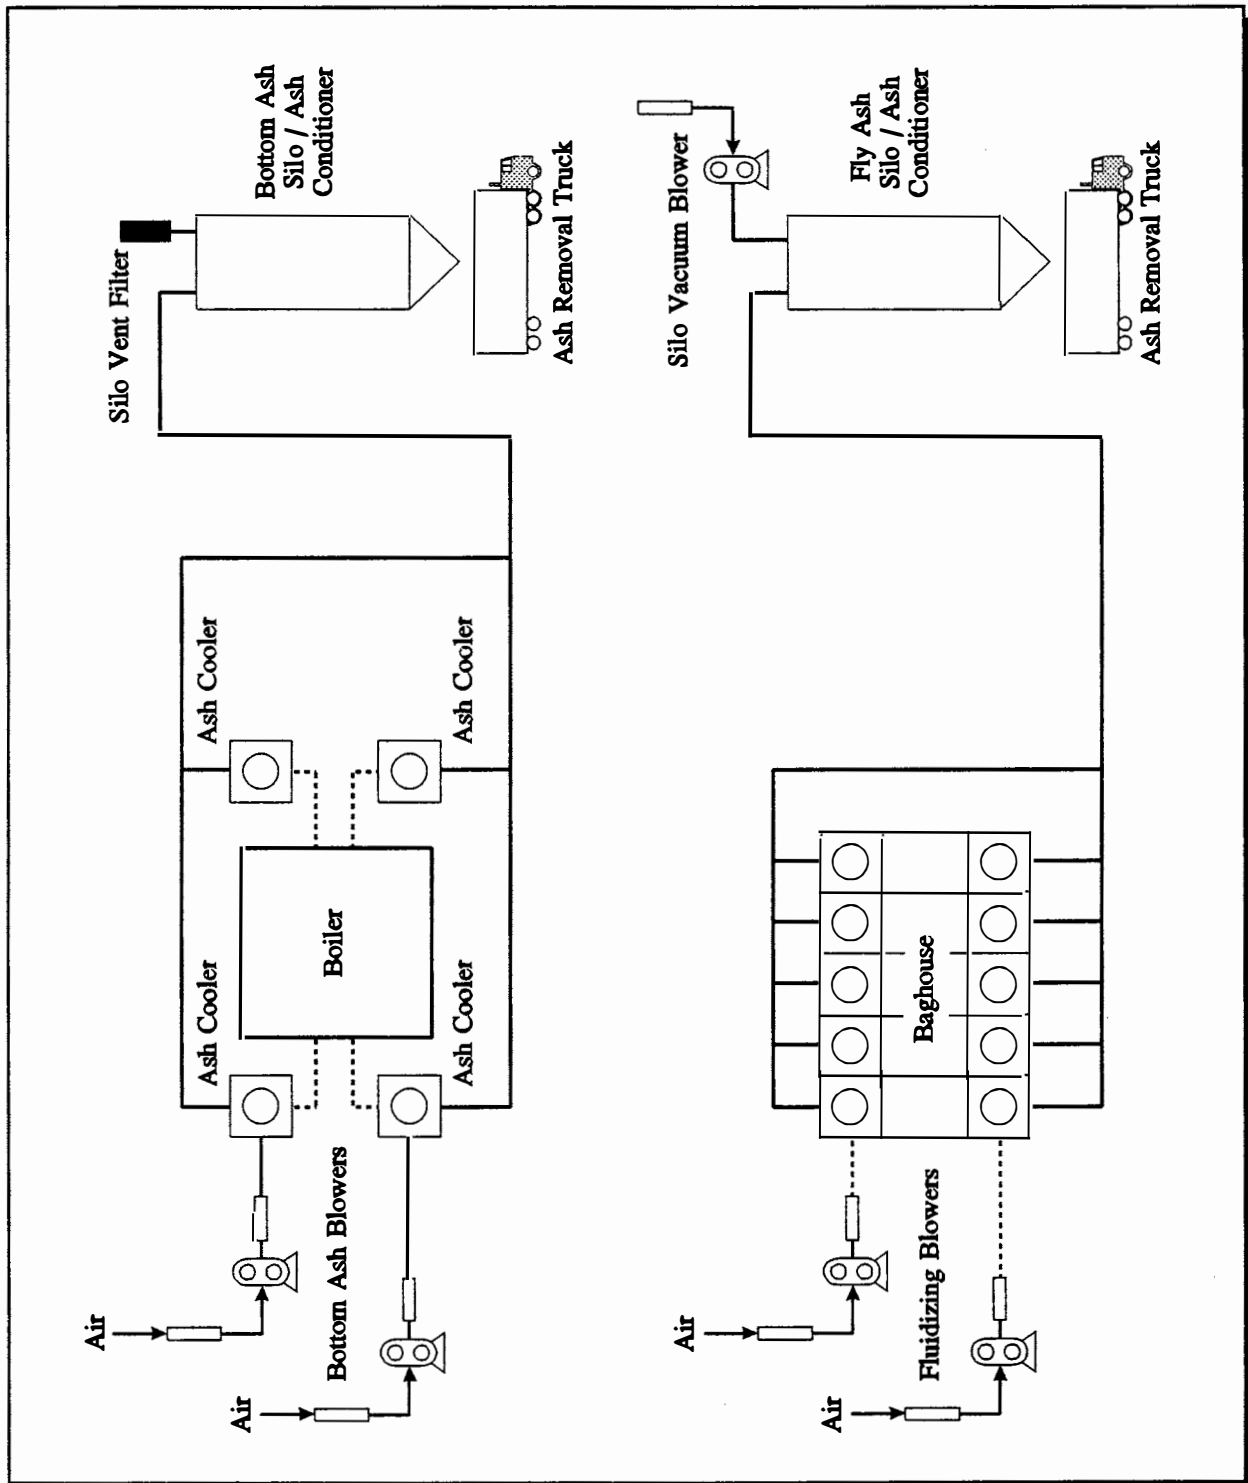 Silo Vent Filter
Bottom Ash
Silo / Ash
Conditioner
Ash Removal Truck
Ash Cooler
Ash Cooler
Boiler
Ash Cooler
Ash Cooler
Air
Bottom Ash Blowers
Air
Silo Vacuum Blower
Fly Ash
Silo / Ash
Conditioner
Ash Removal Truck
Baghouse
Air
Fluidizing Blowers
Air